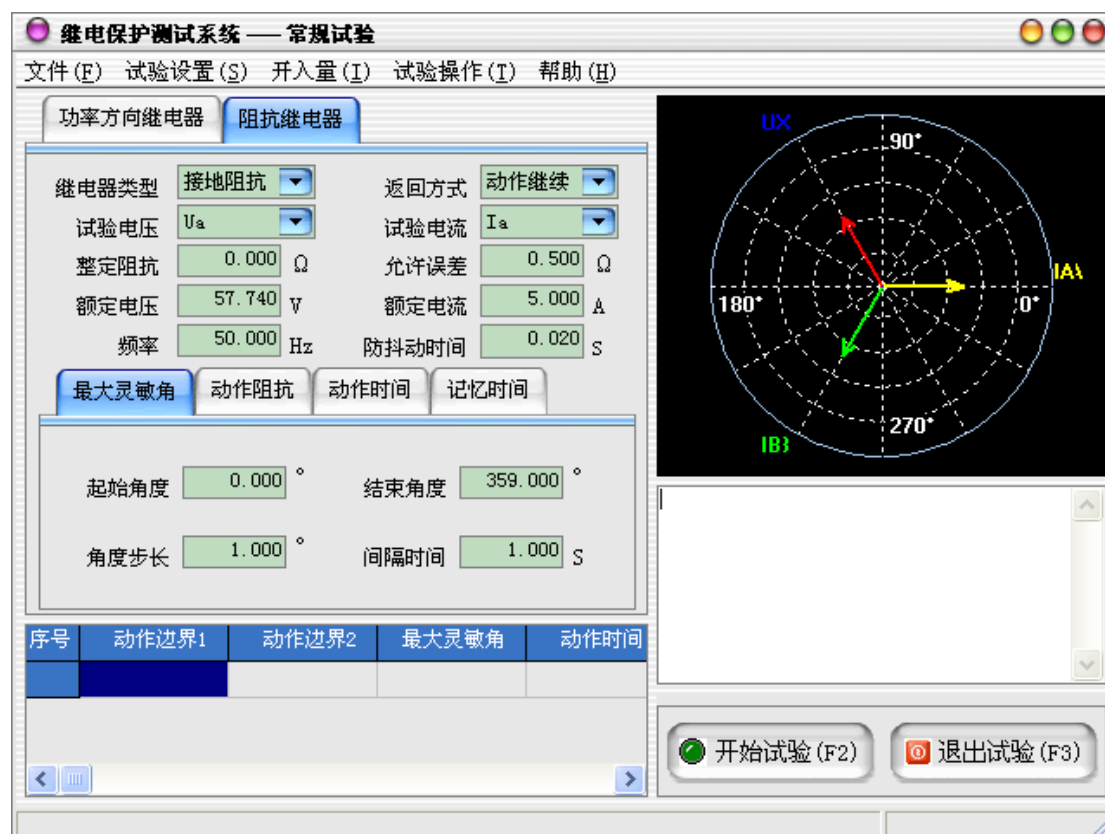 继电保护测试系统 —— 常规试验
文件(F) 试验设置(S) 开入量(I) 试验操作(T) 帮助(H)
功率方向继电器 阻抗继电器
继电器类型 接地阻抗 返回方式 动作继续
试验电压 Ua 试验电流 Ia
整定阻抗 0.000 Ω 允许误差 0.500 Ω
额定电压 57.740 V 额定电流 5.000 A
频率 50.000 Hz 防抖动时间 0.020 S
最大灵敏角 动作阻抗 动作时间 记忆时间
起始角度 0.000 ° 结束角度 359.000 °
角度步长 1.000 ° 间隔时间 1.000 S
序号 动作边界1 动作边界2 最大灵敏角 动作时间
UX
90°
180°
0°
270°
开始试验(F2) 退出试验(F3)